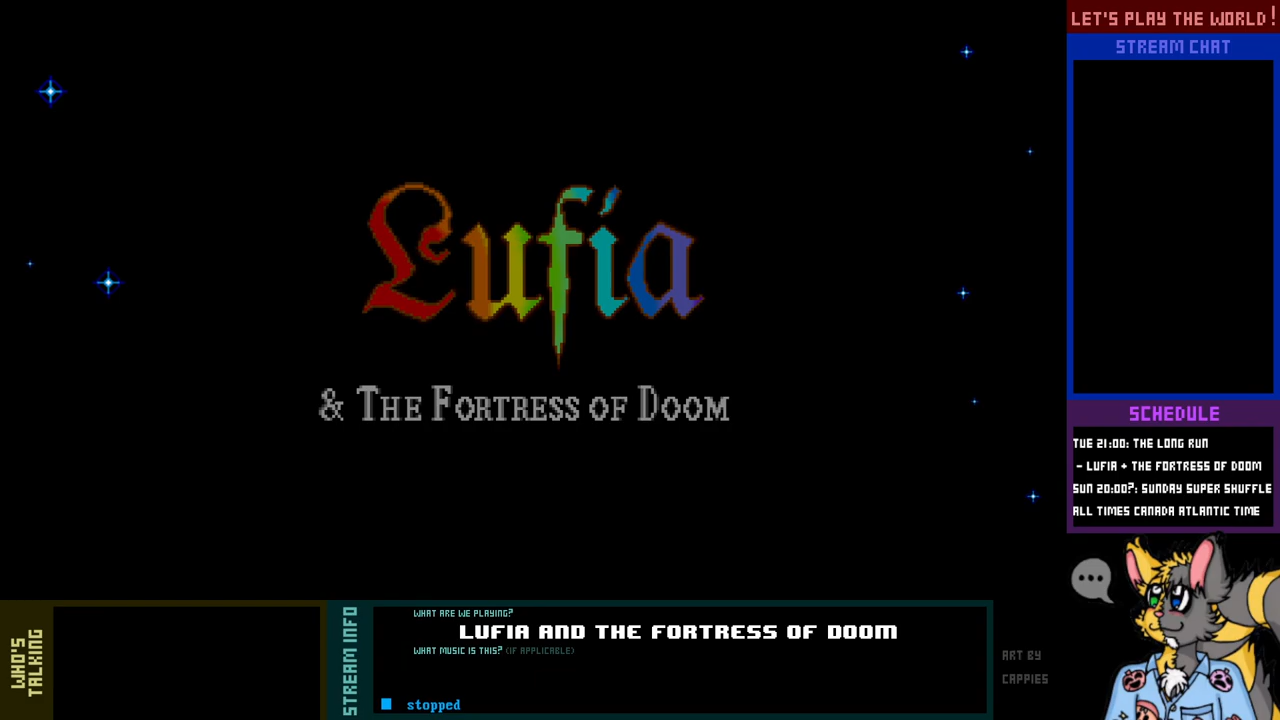 LET'S PLAY THE WORLD!
STREAM CHAT
Lufia
& THE FORTRESS OF DOOM
SCHEDULE
TUE 21:00: THE LONG RUN
- LUFIA + THE FORTRESS OF DOOM
SUN 20:00?: SUNDAY SUPER SHUFFLE
ALL TIMES CANADA ATLANTIC TIME
...
WHO'S
TALKING
STREAM INFO
WHAT ARE WE PLAYING?
LUFIA AND THE FORTRESS OF DOOM
WHAT MUSIC IS THIS? (IF APPLICABLE)
stopped
ART BY
CAPPIES